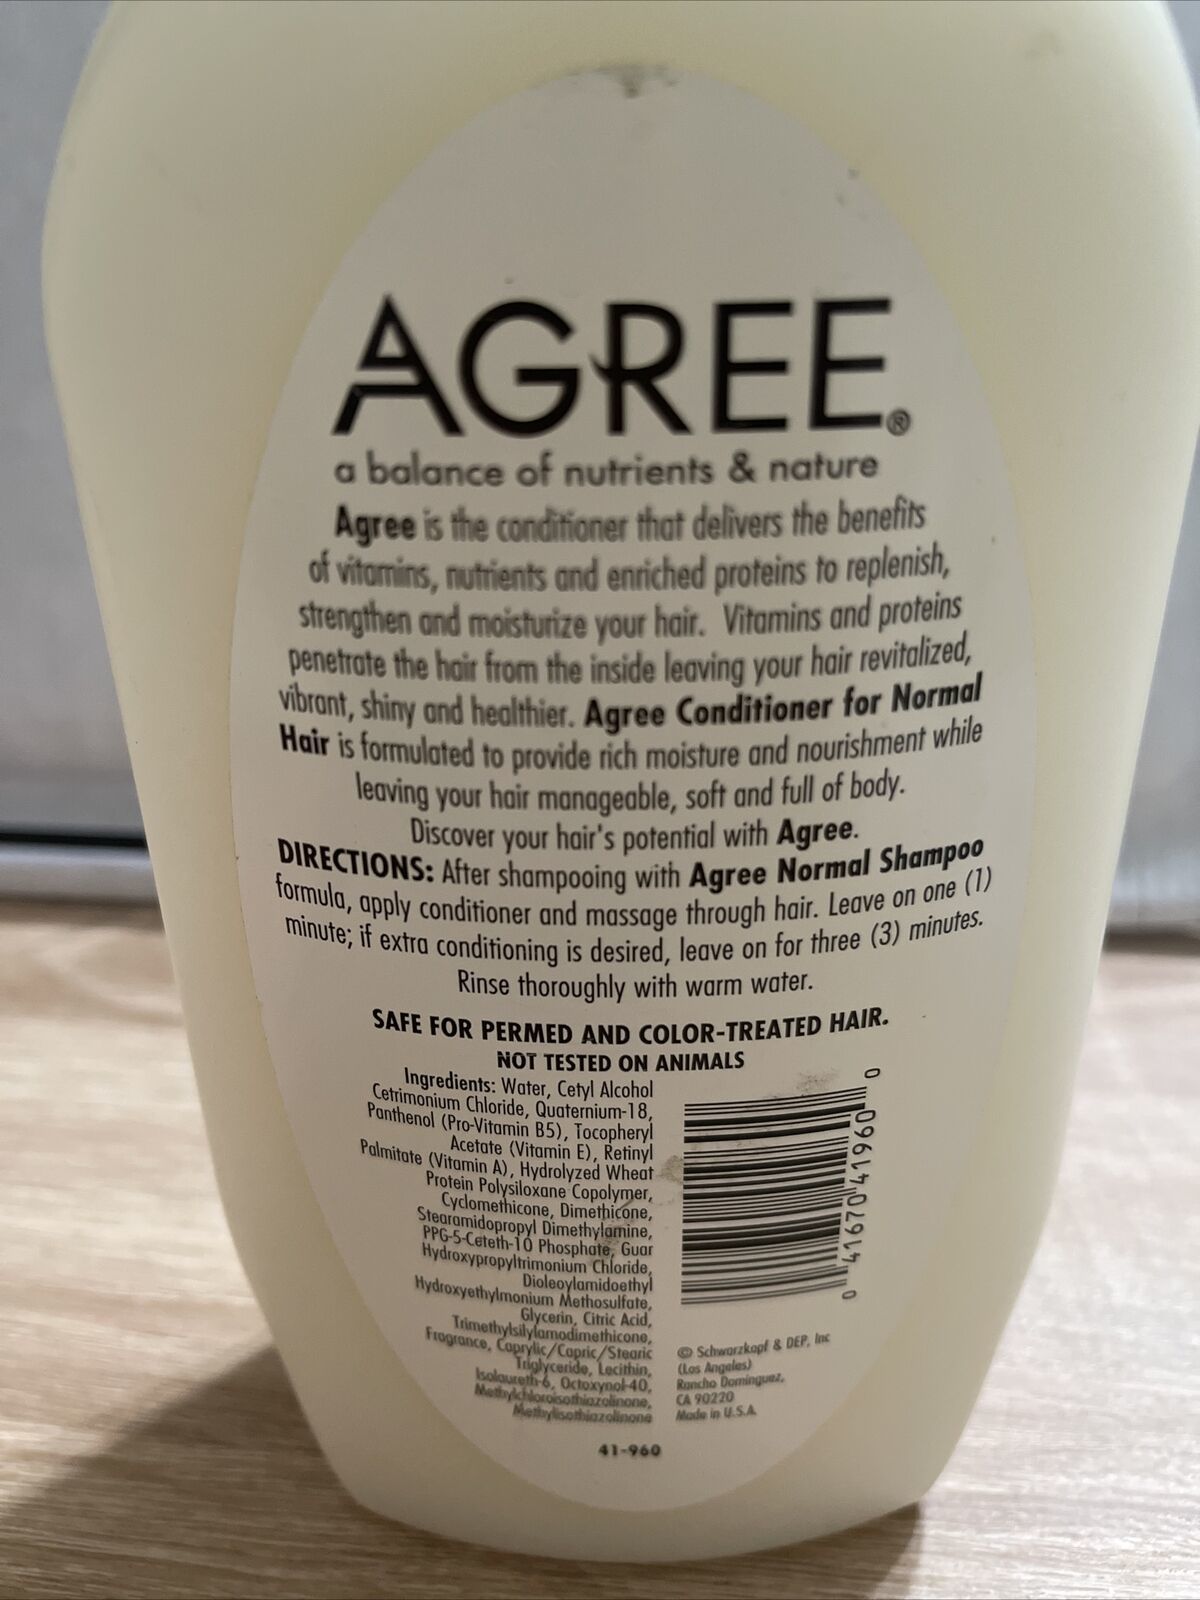 AGREE®
a balance of nutrients & nature
Agree is the conditioner that delivers the benefits
of vitamins, nutrients and enriched proteins to replenish,
strengthen and moisturize your hair. Vitamins and proteins
penetrate the hair from the inside leaving your hair revitalized,
vibrant, shiny and healthier. Agree Conditioner for Normal
Hair is formulated to provide rich moisture and nourishment while
leaving your hair manageable, soft and full of body.
Discover your hair's potential with Agree.
DIRECTIONS: After shampooing with Agree Normal Shampoo
formula, apply conditioner and massage through hair. Leave on one (1)
minute; if extra conditioning is desired, leave on for three (3) minutes.
Rinse thoroughly with warm water.
SAFE FOR PERMED AND COLOR-TREATED HAIR.
NOT TESTED ON ANIMALS
Ingredients: Water, Cetyl Alcohol
Cetrimonium Chloride, Quaternium-18,
Panthenol (Pro-Vitamin B5), Tocopheryl
Acetate (Vitamin E), Retinyl
Palmitate (Vitamin A), Hydrolyzed Wheat
Protein Polysiloxane Copolymer,
Cyclomethicone, Dimethicone,
Stearamidopropyl Dimethylamine,
PPG-5-Ceteth-10 Phosphate, Guar
Hydroxypropyltrimonium Chloride,
Dioleoylamidoethyl
Hydroxyethylmonium Methosulfate,
Glycerin, Citric Acid,
Trimethylsilylamodimethicone,
Fragrance, Caprylic/Capric/Stearic
Triglyceride, Lecithin,
Isolaureth-6, Octoxynol-40,
Methylchloroisothiazolinone,
Methylisothiazolinone
0 41670 41960 0
© Schwarzkopf & DEP, Inc
(Los Angeles)
Rancho Dominguez,
CA 90220
Made in U.S.A.
41-960